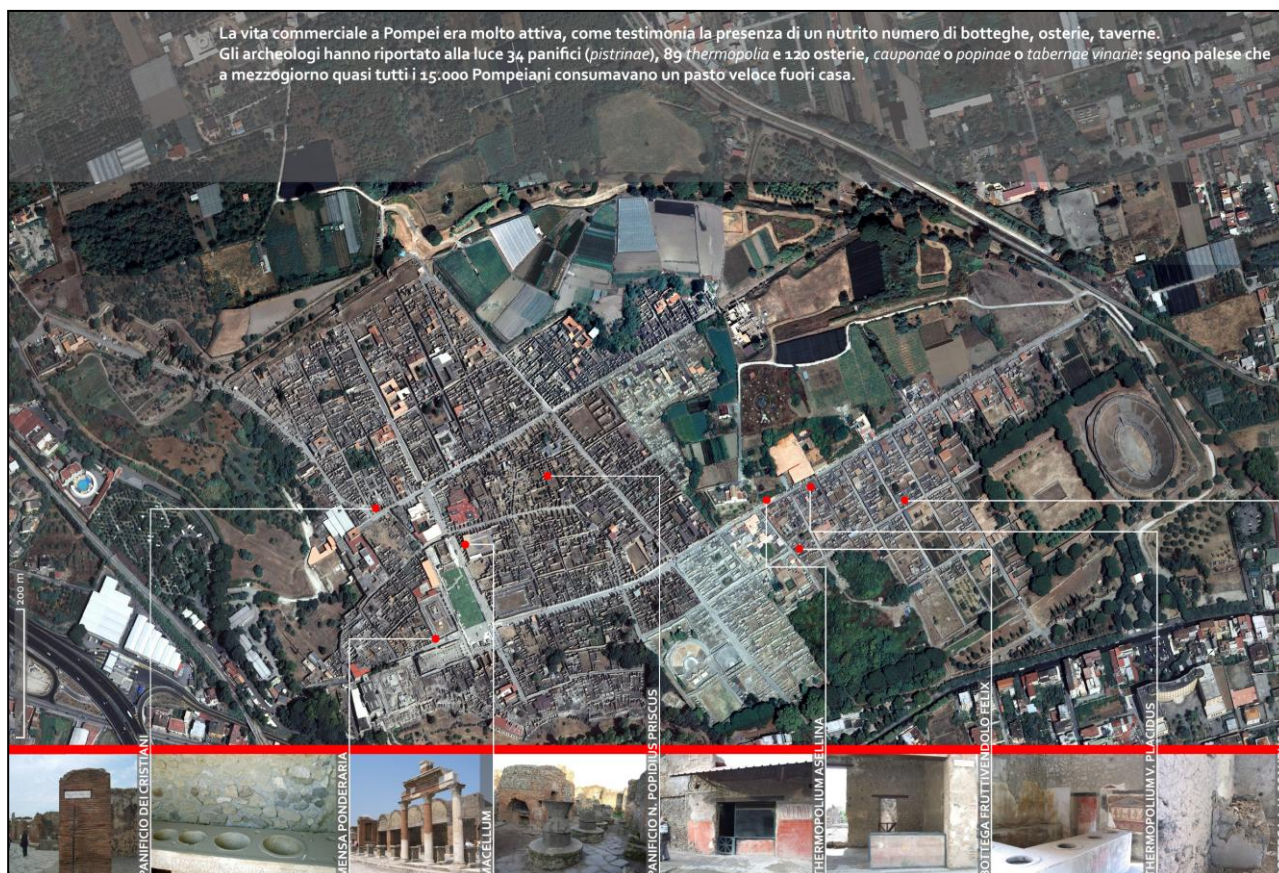 La vita commerciale a Pompei era molto attiva, come testimonia la presenza di un nutrito numero di botteghe, osterie, taverne.
Gli archeologi hanno riportato alla luce 34 panifici (pistrinae), 89 thermopolia e 120 osterie, cauponae o popinae o tabernae vinarie: segno palese che
a mezzogiorno quasi tutti i 15.000 Pompeiani consumavano un pasto veloce fuori casa.
200 m
PANIFICIO DEI CRISTIANI
MENSA PONDERARIA
MACELLUM
PANIFICIO N. POPIDIUS PRISCUS
THERMOPOLIUM ASELLINA
BOTTEGA FRUTTIVENDOLO FELIX
THERMOPOLIUM V. PLACIDUS